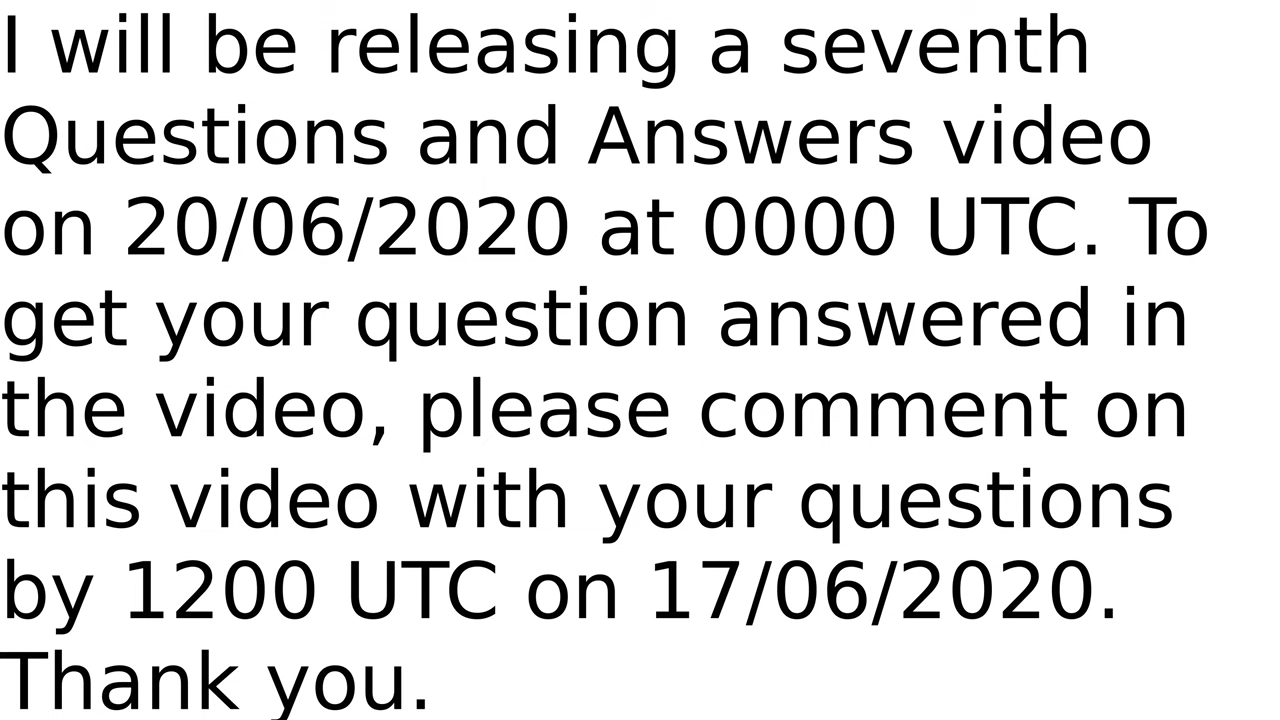 I will be releasing a seventh
Questions and Answers video
on 20/06/2020 at 0000 UTC. To
get your question answered in
the video, please comment on
this video with your questions
by 1200 UTC on 17/06/2020.
Thank you.